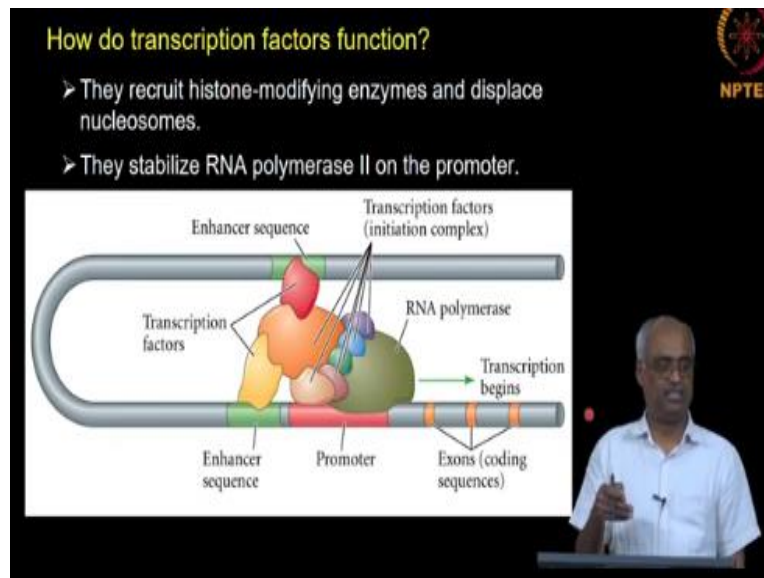 How do transcription factors function?
NPTE
➤ They recruit histone-modifying enzymes and displace
nucleosomes.
➤ They stabilize RNA polymerase II on the promoter.
Transcription factors
(initiation complex)
Enhancer sequence
RNA polymerase
Transcription
factors
Transcription
begins
Enhancer
sequence
Promoter
Exons (coding
sequences)